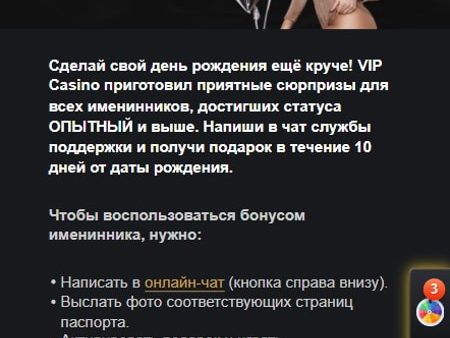 Сделай свой день рождения ещё круче! VIP
Casino приготовил приятные сюрпризы для
всех именинников, достигших статуса
ОПЫТНЫЙ и выше. Напиши в чат службы
поддержки и получи подарок в течение 10
дней от даты рождения.
Чтобы воспользоваться бонусом
именинника, нужно:
• Написать в онлайн-чат (кнопка справа внизу).
• Выслать фото соответствующих страниц
паспорта.
3